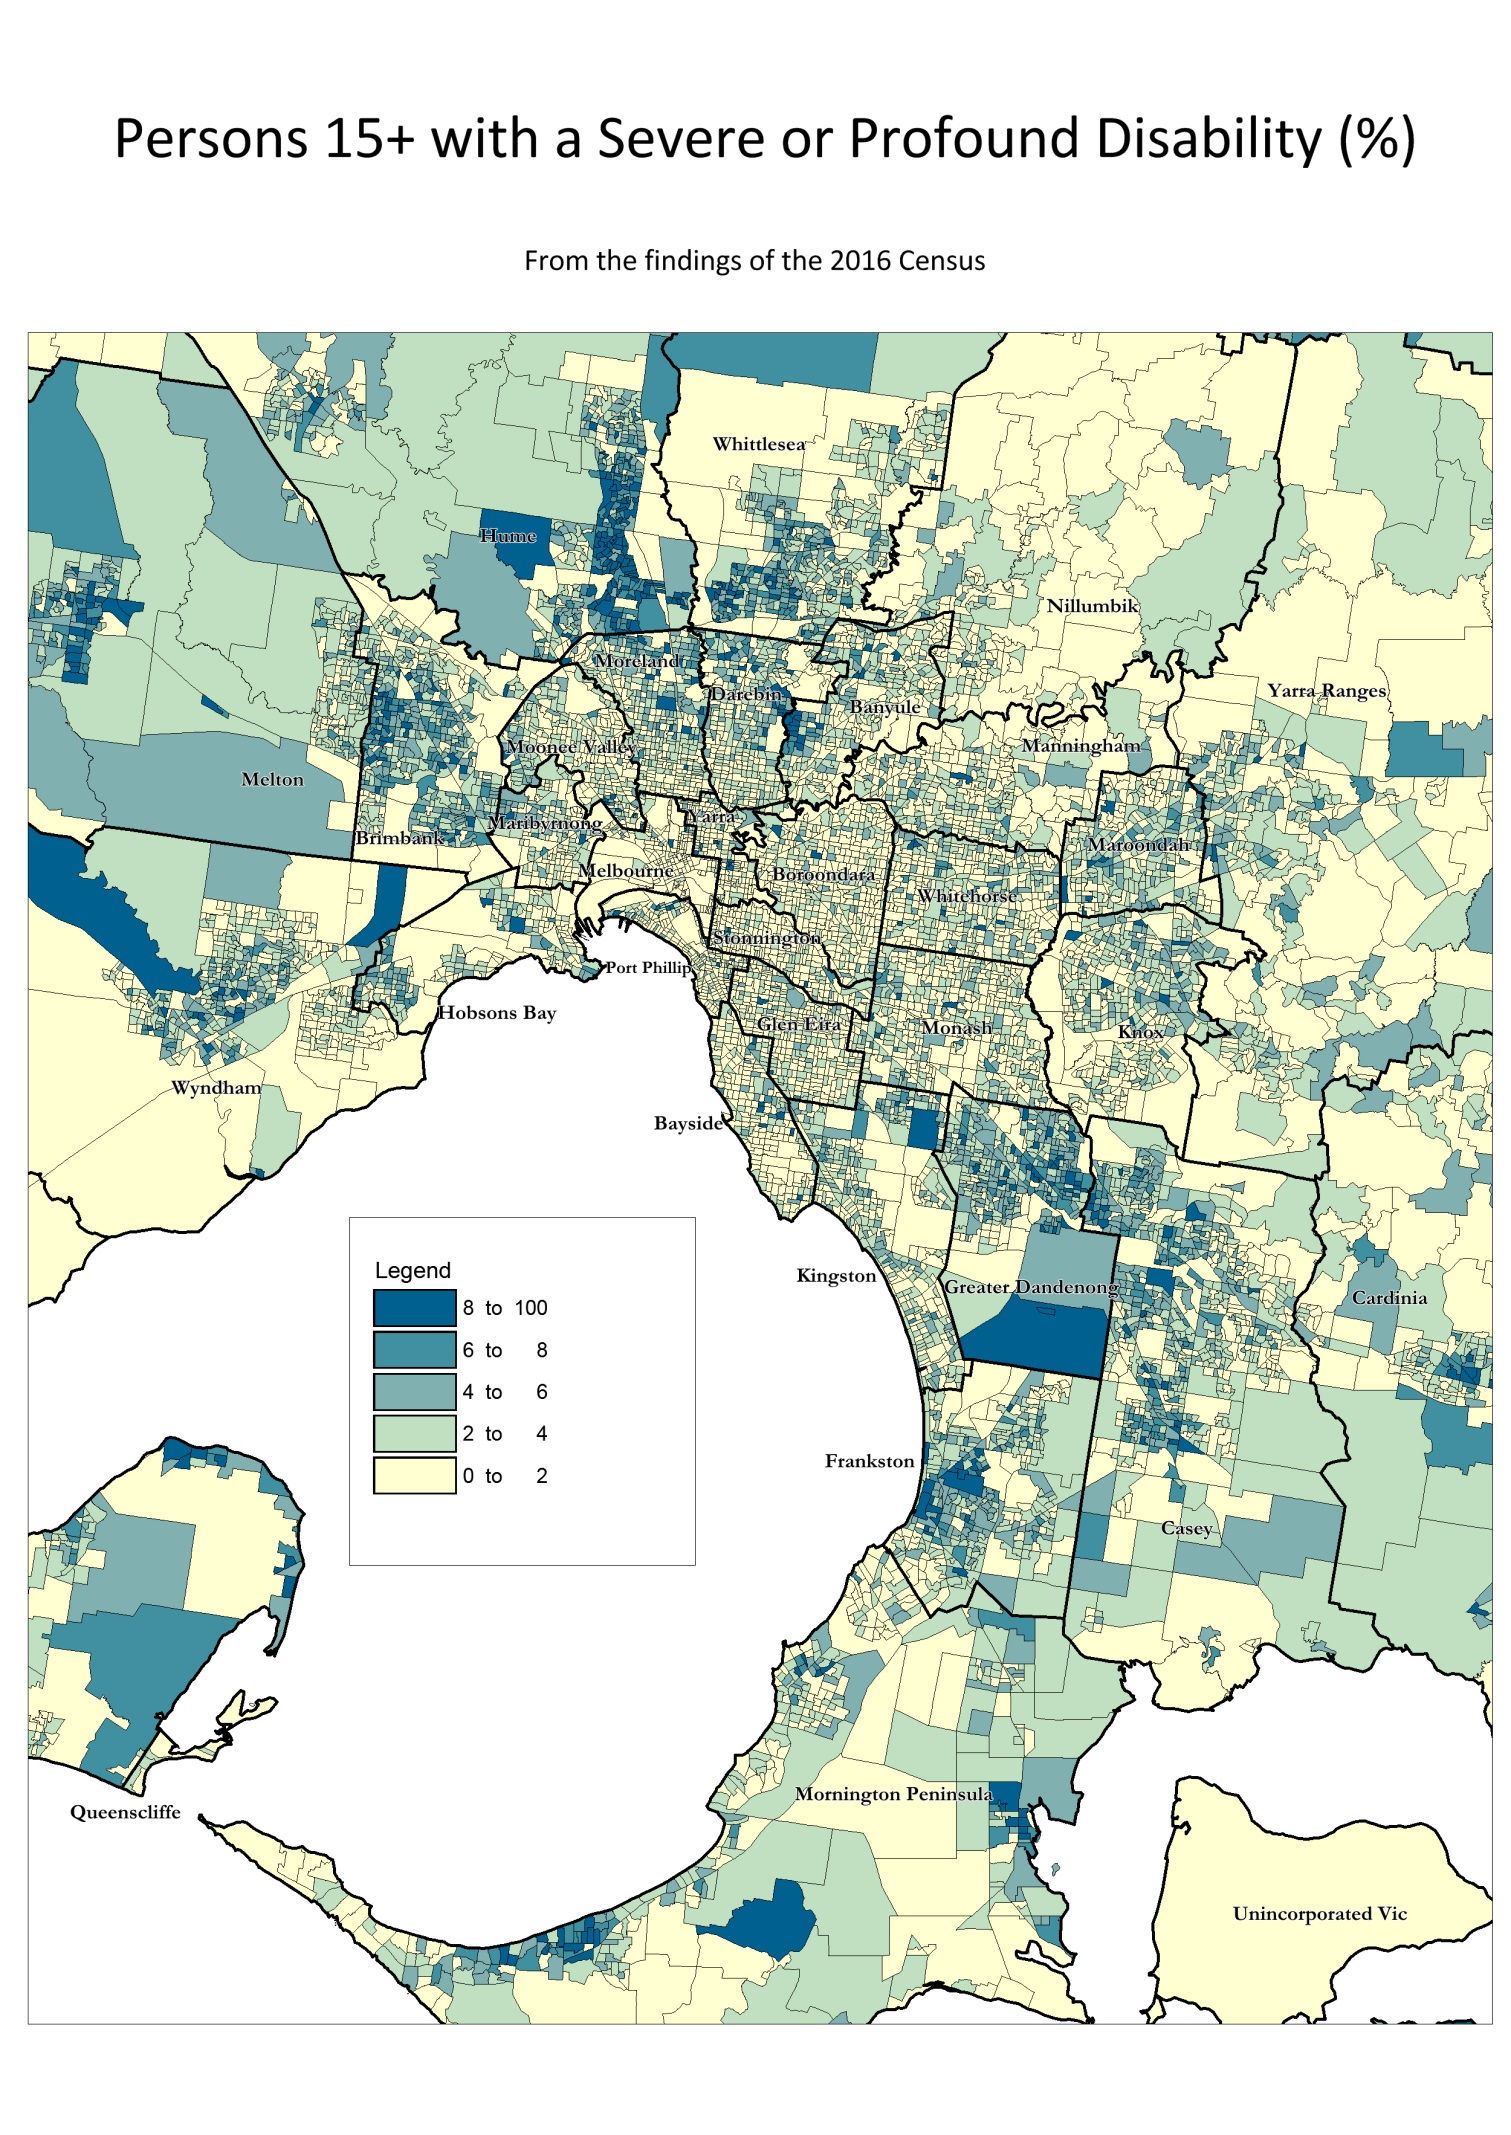 Persons 15+ with a Severe or Profound Disability (%)
From the findings of the 2016 Census
Whittlesea
Hume
Nillumbik
Moreland
Darebin
Yarra Ranges
Banyule
Moonee Valley
Manningham
Melton
Maribyrnong
Yarra
Brimbank
Maroondah
Melbourne
Boroondara
Whitehorse
Stonnington
Port Phillip
Hobsons Bay
Glen Eira
Monash
Knox
Wyndham
Bayside
Kingston
Greater Dandenong
Cardinia
Legend
8 to 100
6 to 8
4 to 6
2 to 4
0 to 2
Frankston
Casey
Mornington Peninsula
Queenscliffe
Unincorporated Vic